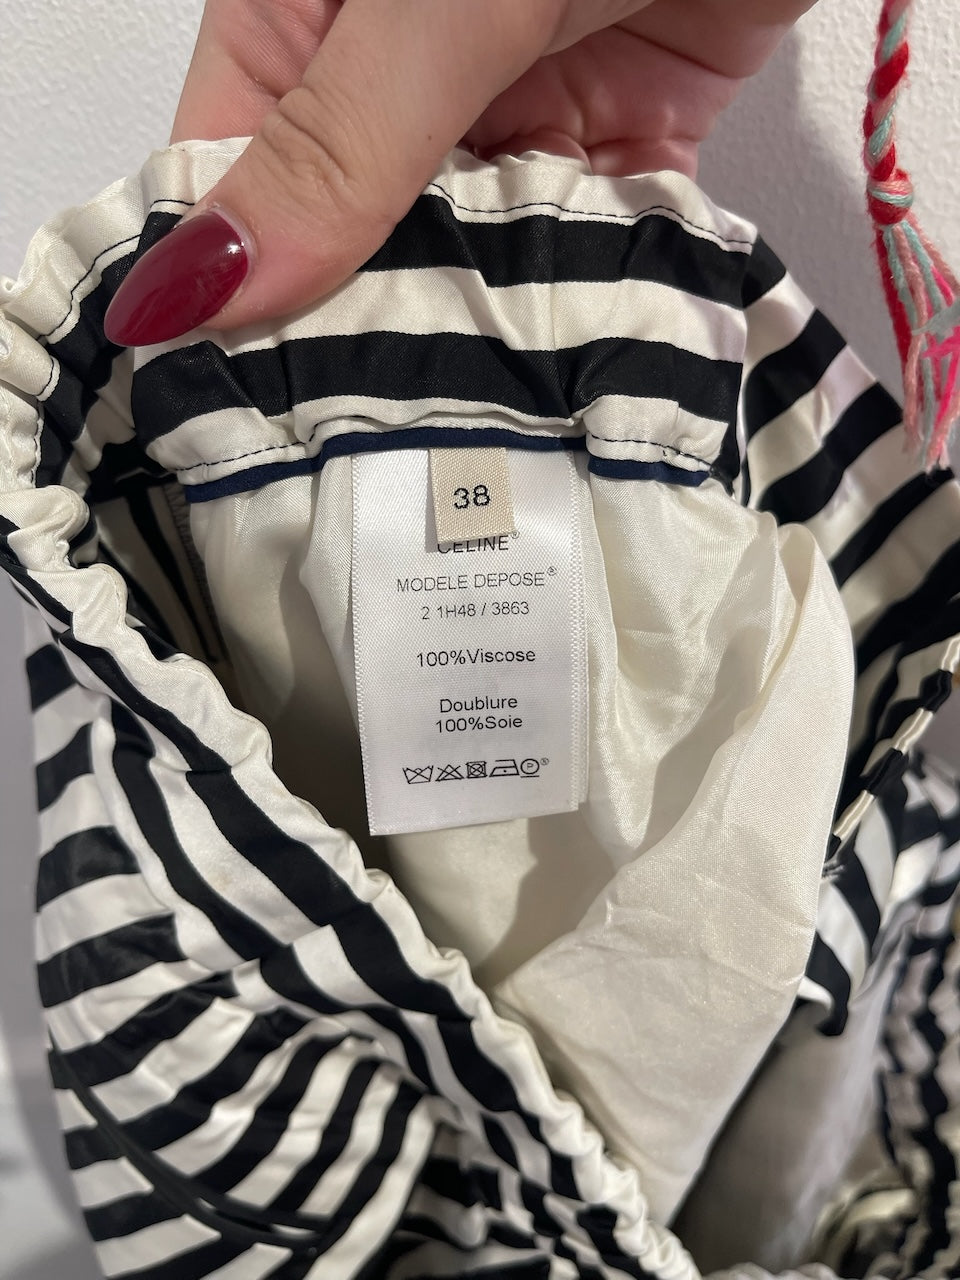 38
CELINE®
MODELE DEPOSE®
2 1H48 / 3863
100%Viscose
Doublure
100%Soie
P